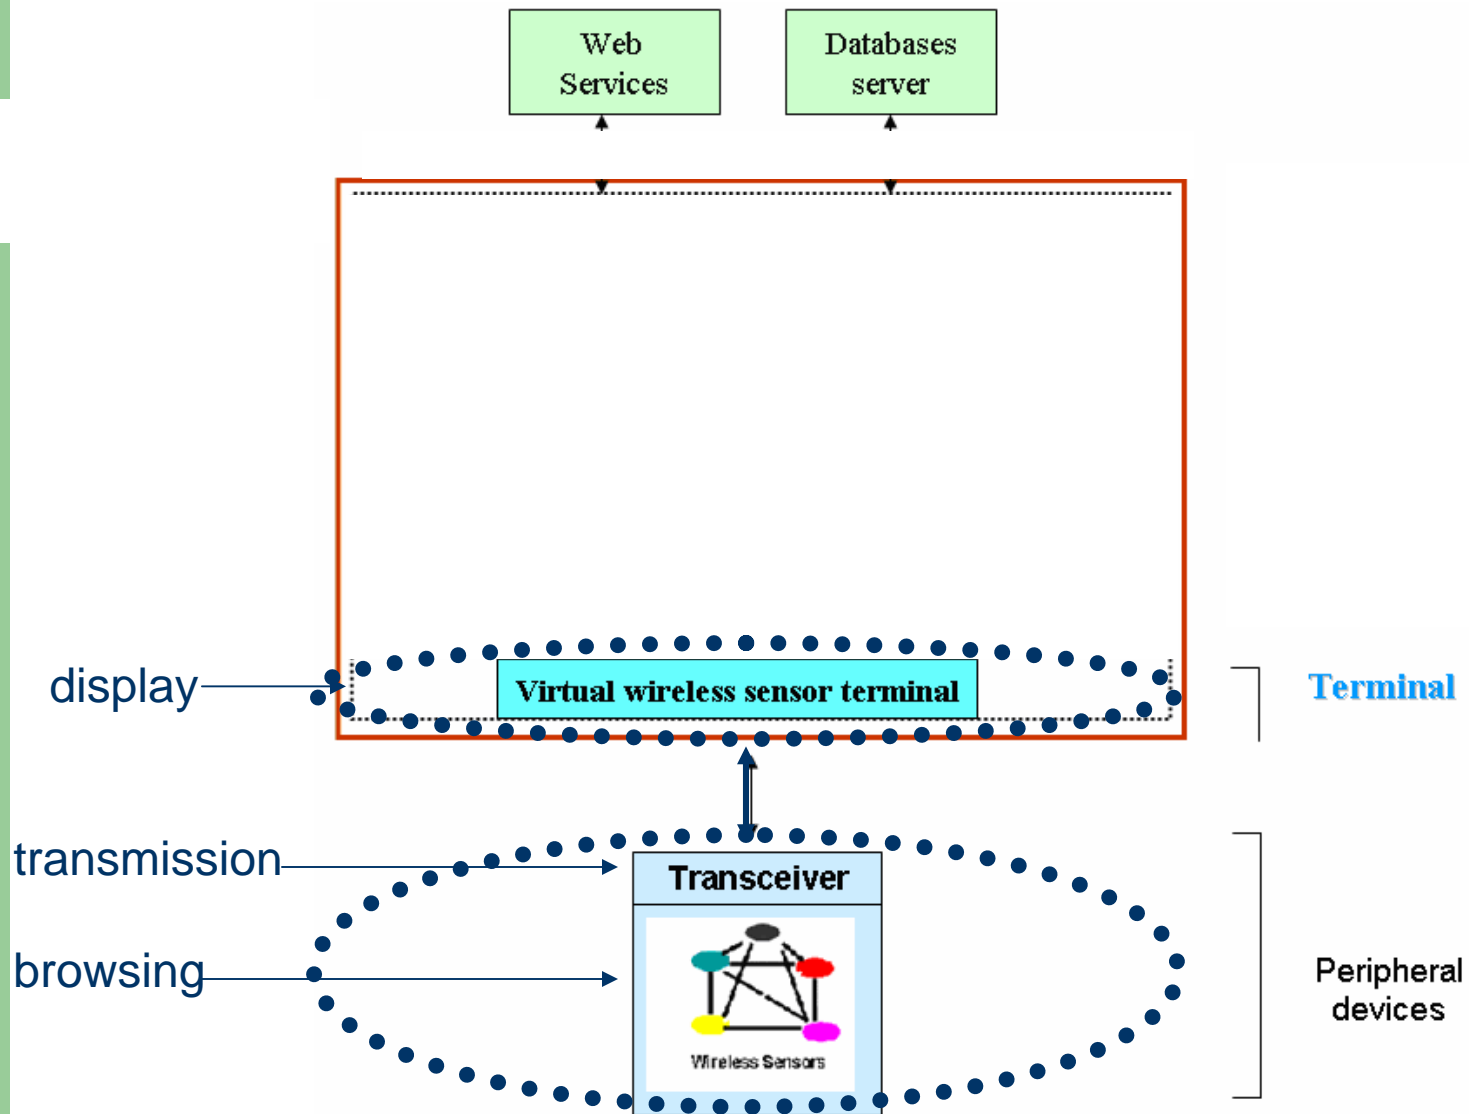 Web
Services
Databases
server
display
Virtual wireless sensor terminal
Terminal
transmission
Transceiver
browsing
Peripheral
devices
Wireless Sensors